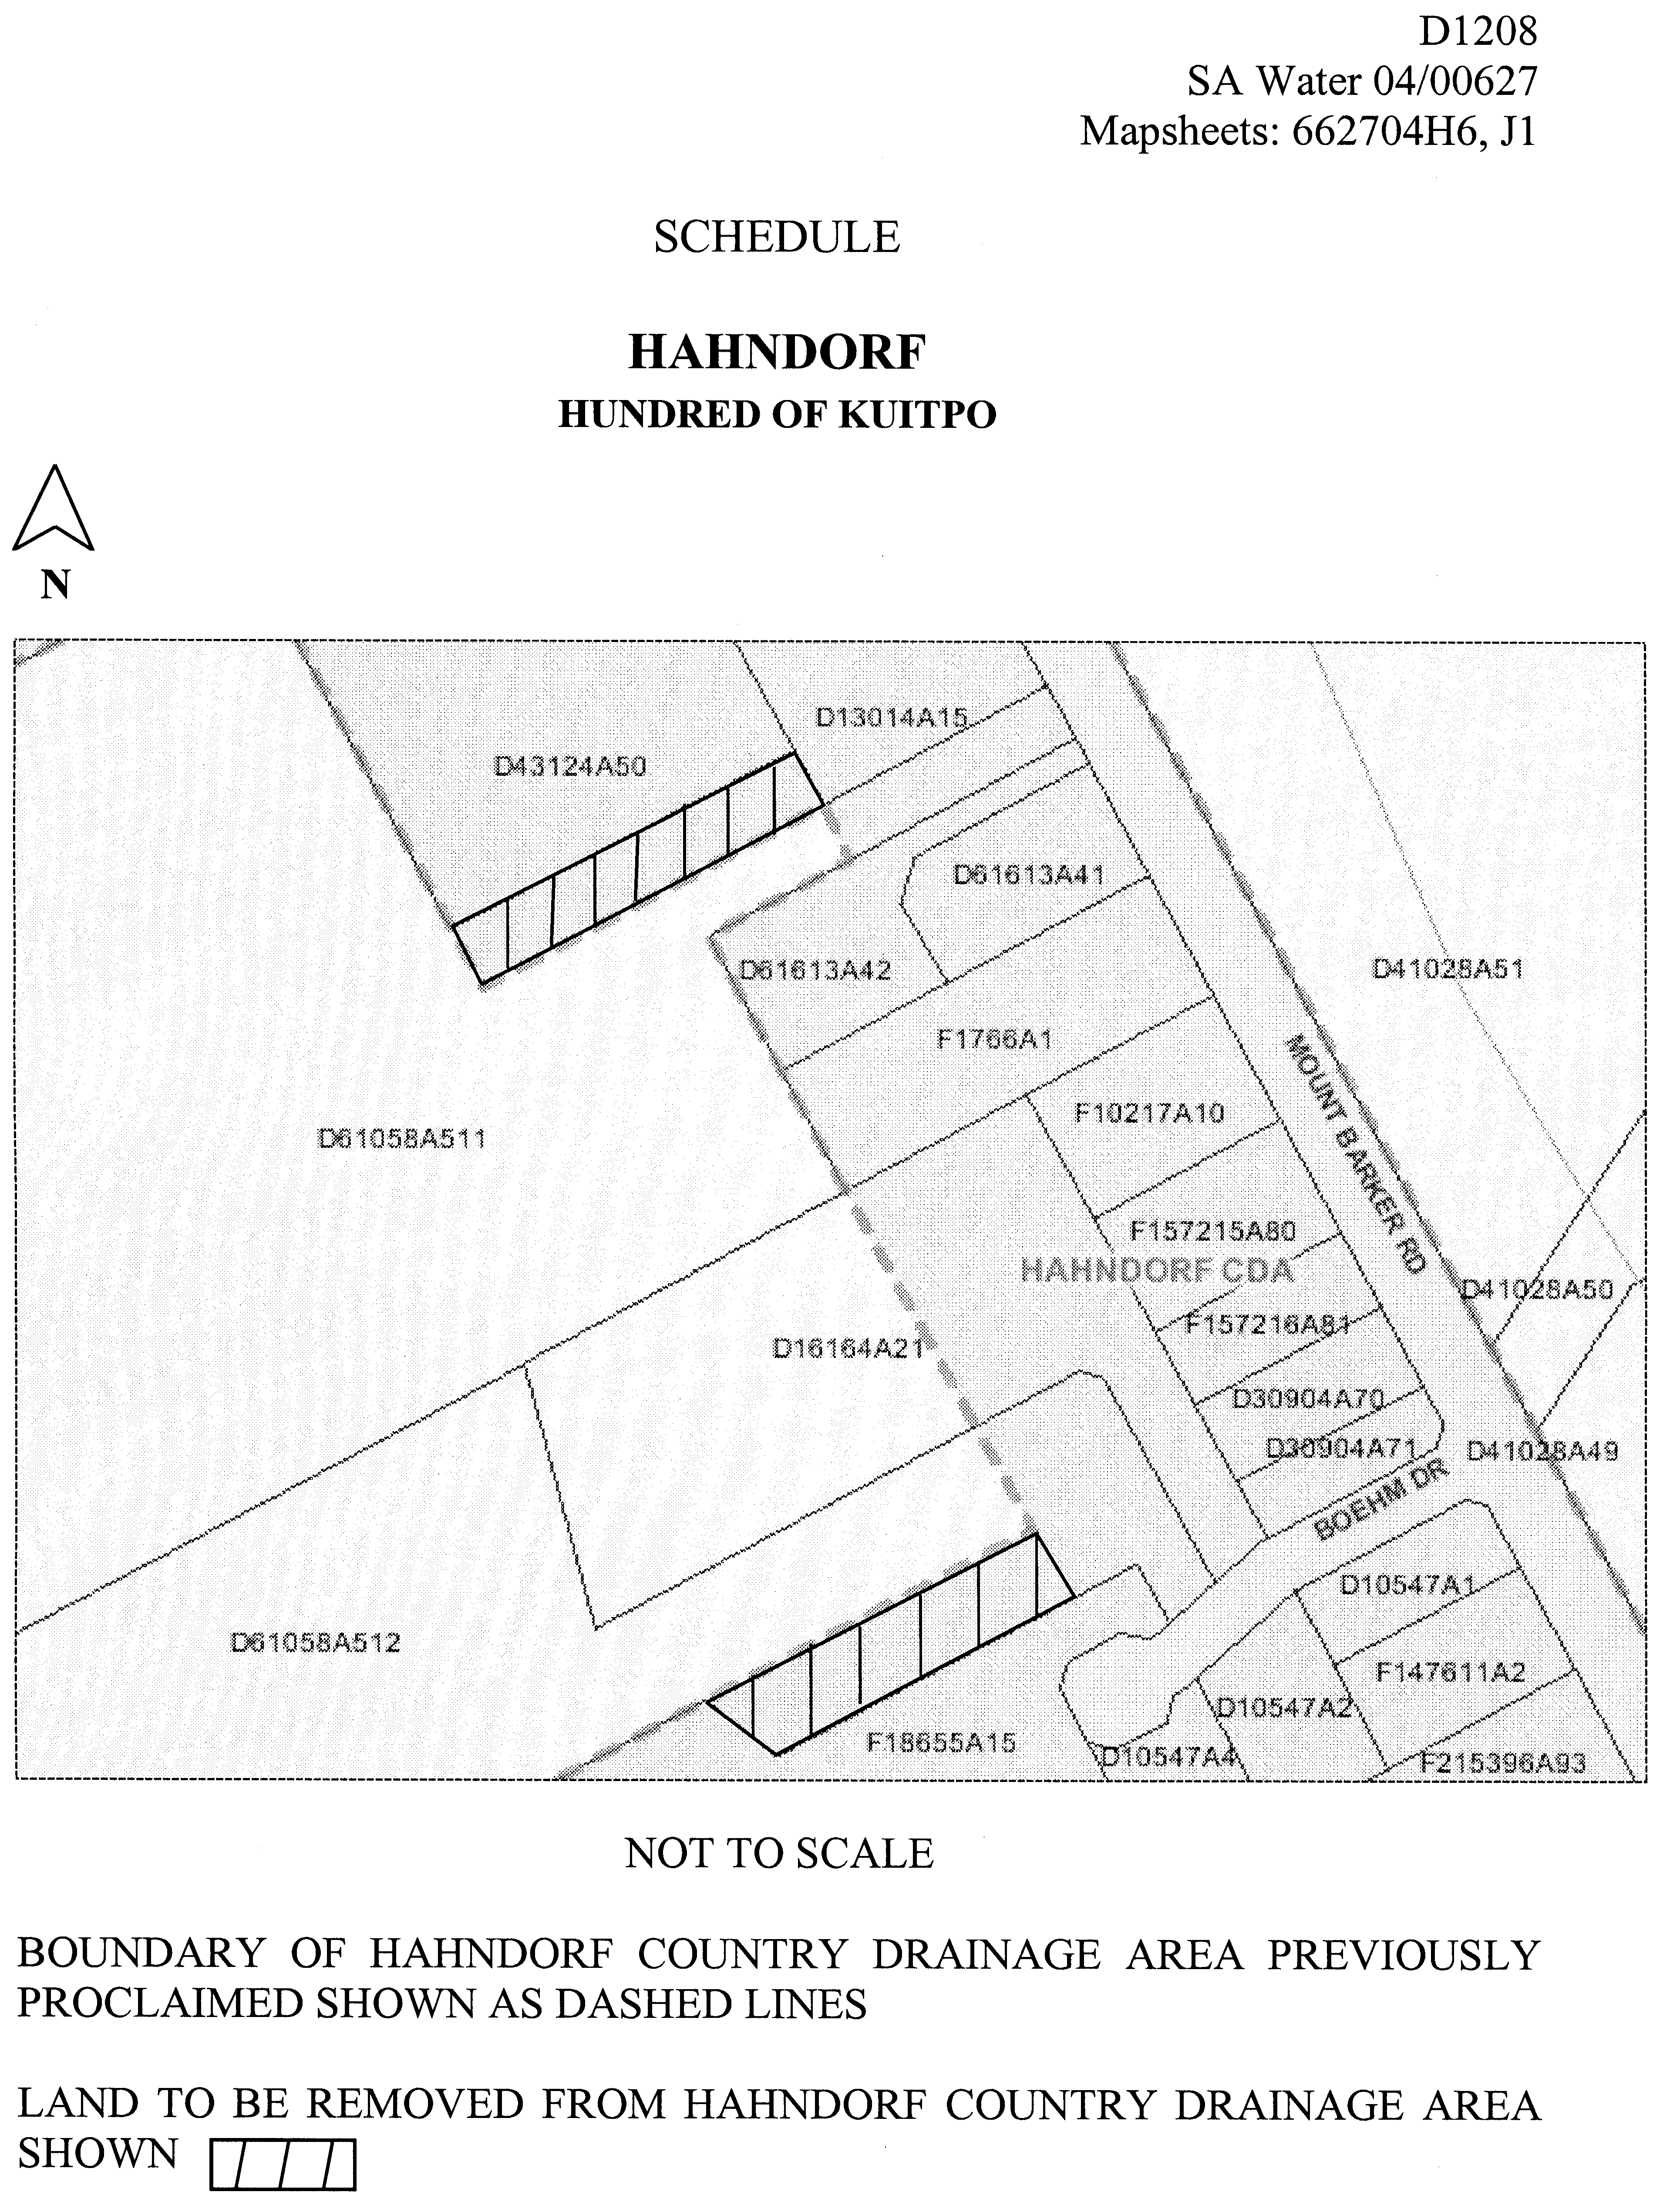 D1208
SA Water 04/00627
Mapsheets: 662704H6, J1
SCHEDULE
HAHNDORF
HUNDRED OF KUITPO
N
D13014A15
D43124A50
D61613A41
D61613A42
D41028A51
F1766A1
MOUNT BARKER RD
F10217A10
D61058A511
F157215A80
HAHNDORF CDA
D41028A50
F157216A81
D16164A21
D30904A70
D30904A71
D41028A49
BOEHM DR
D10547A1
D61058A512
F147611A2
D10547A2
F18655A15
D10547A4
F215396A93
NOT TO SCALE
BOUNDARY OF HAHNDORF COUNTRY DRAINAGE AREA PREVIOUSLY
PROCLAIMED SHOWN AS DASHED LINES
LAND TO BE REMOVED FROM HAHNDORF COUNTRY DRAINAGE AREA
SHOWN